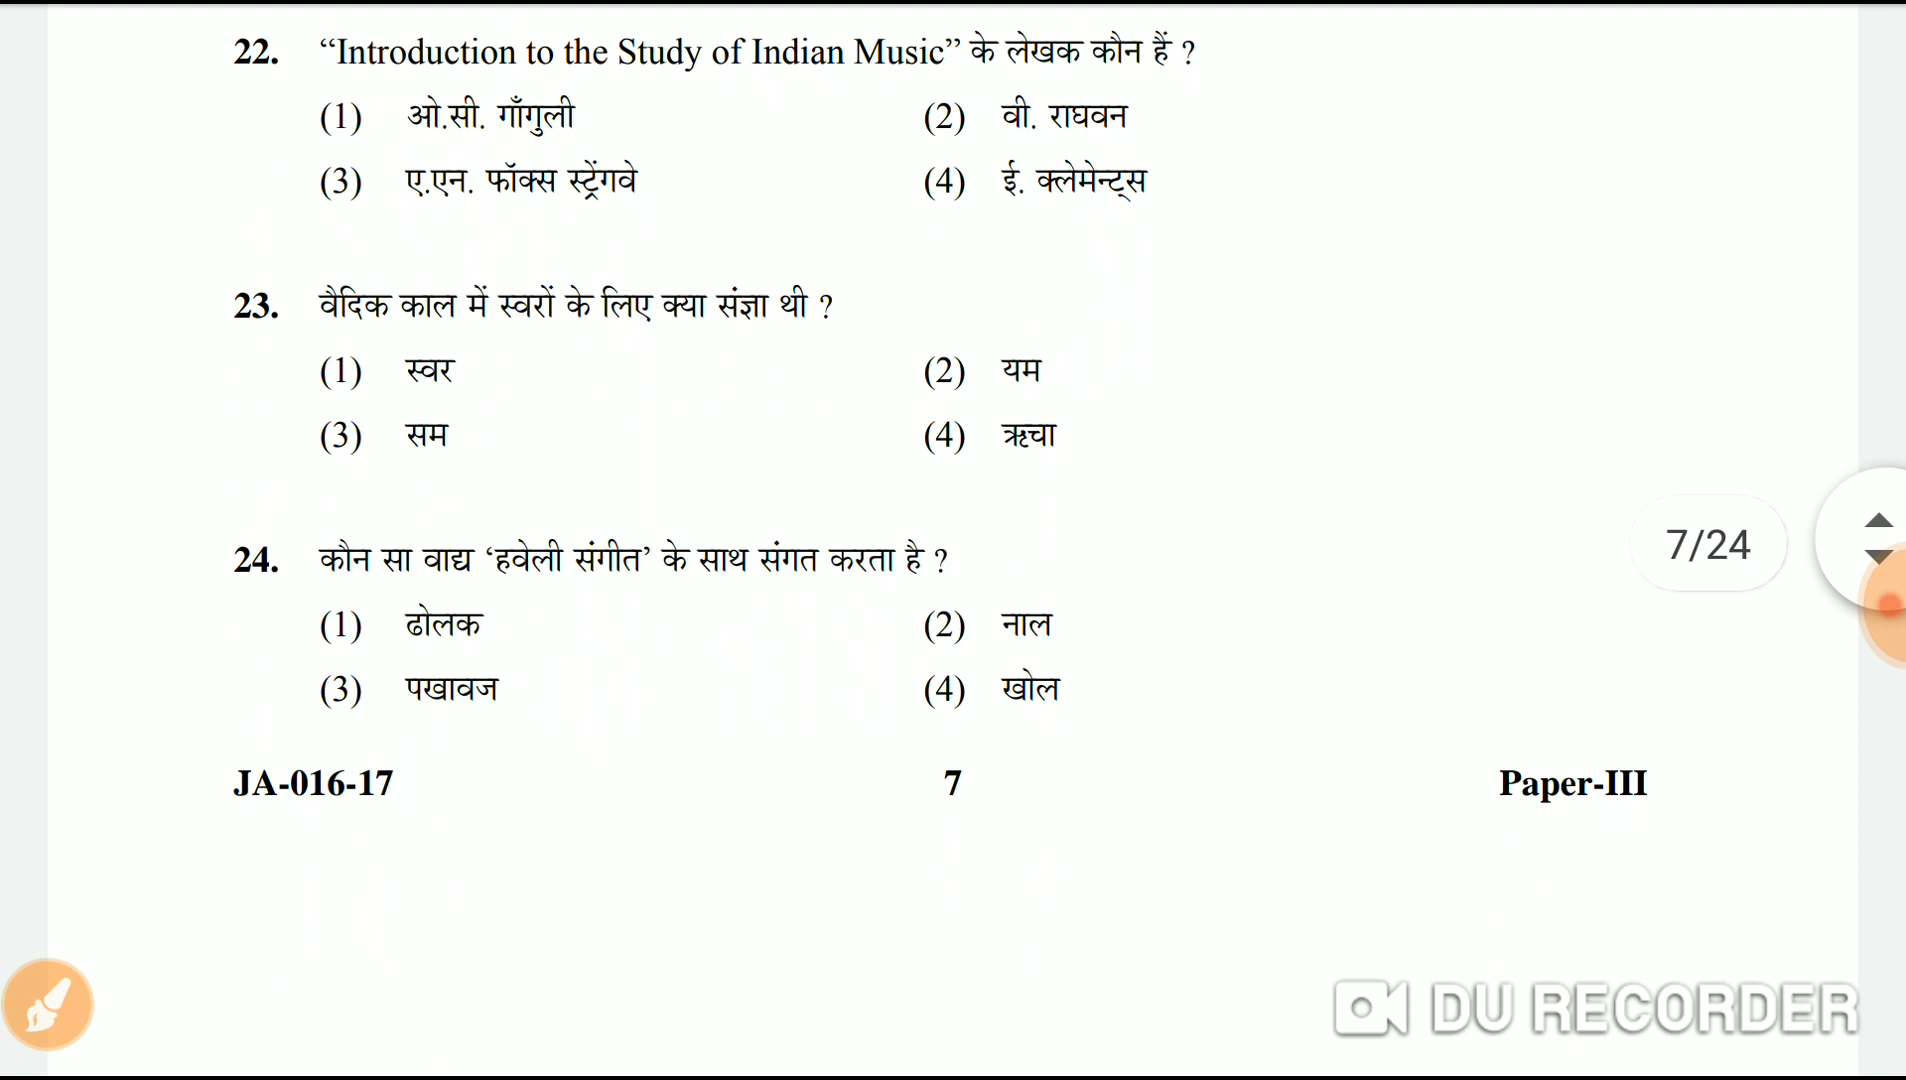 22. “Introduction to the Study of Indian Music” के लेखक कौन हैं ?
(1) ओ.सी. गाँगुली (2) वी. राघवन
(3) ए.एन. फॉक्स स्ट्रेंगवे (4) ई. क्लेमेन्ट्स
23. वैदिक काल में स्वरों के लिए क्या संज्ञा थी ?
(1) स्वर (2) यम
(3) सम (4) ऋचा
24. कौन सा वाद्य ‘हवेली संगीत’ के साथ संगत करता है ?
(1) ढोलक (2) नाल
(3) पखावज (4) खोल
7/24
JA-016-17 7 Paper-III
DU RECORDER